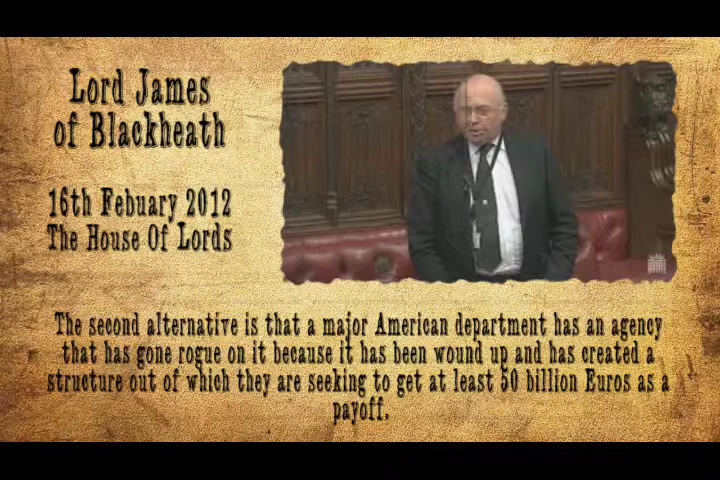 Lord James
of Blackheath
16th Febuary 2012
The House Of Lords
The second alternative is that a major American department has an agency
that has gone rogue on it because it has been wound up and has created a
structure out of which they are seeking to get at least 50 billion Euros as a
payoff.